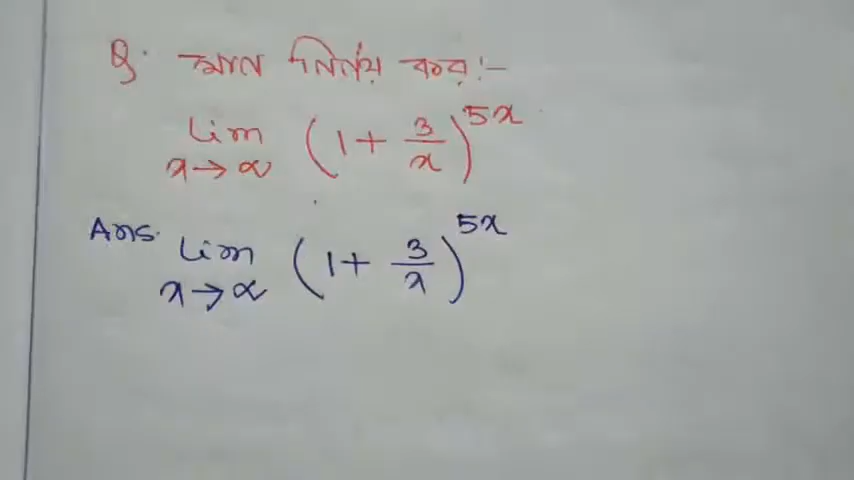 Q. মান নির্ণয় কর :-
lim x→∝ (1 + 3/x)^5x
Ans. lim x→∝ (1 + 3/x)^5x